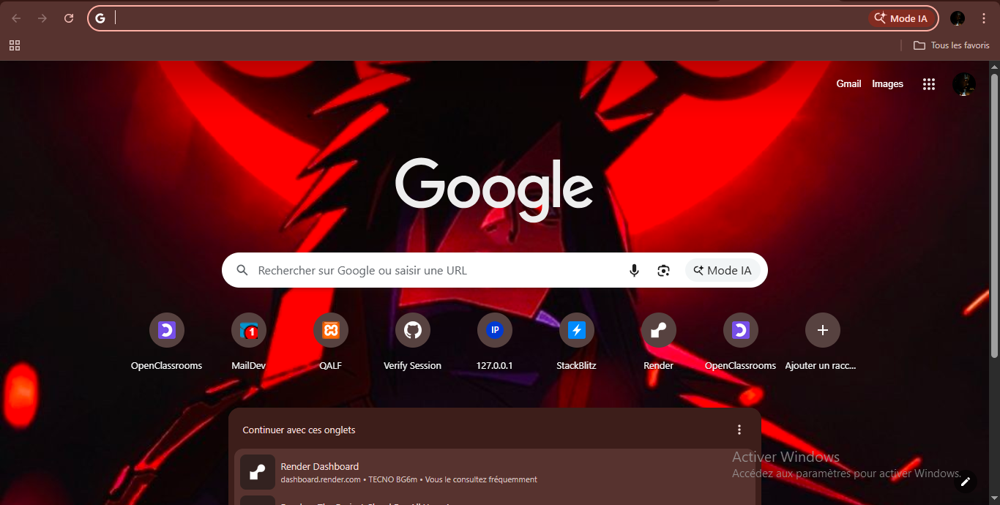 G Mode IA
Tous les favoris
Gmail Images
Google
Rechercher sur Google ou saisir une URL Mode IA
1 IP
OpenClassrooms MailDev QALF Verify Session 127.0.0.1 StackBlitz Render OpenClassrooms Ajouter un racc...
Continuer avec ces onglets
Render Dashboard
dashboard.render.com • TECNO BG6m • Vous le consultez fréquemment
Activer Windows
Accédez aux paramètres pour activer Windows.